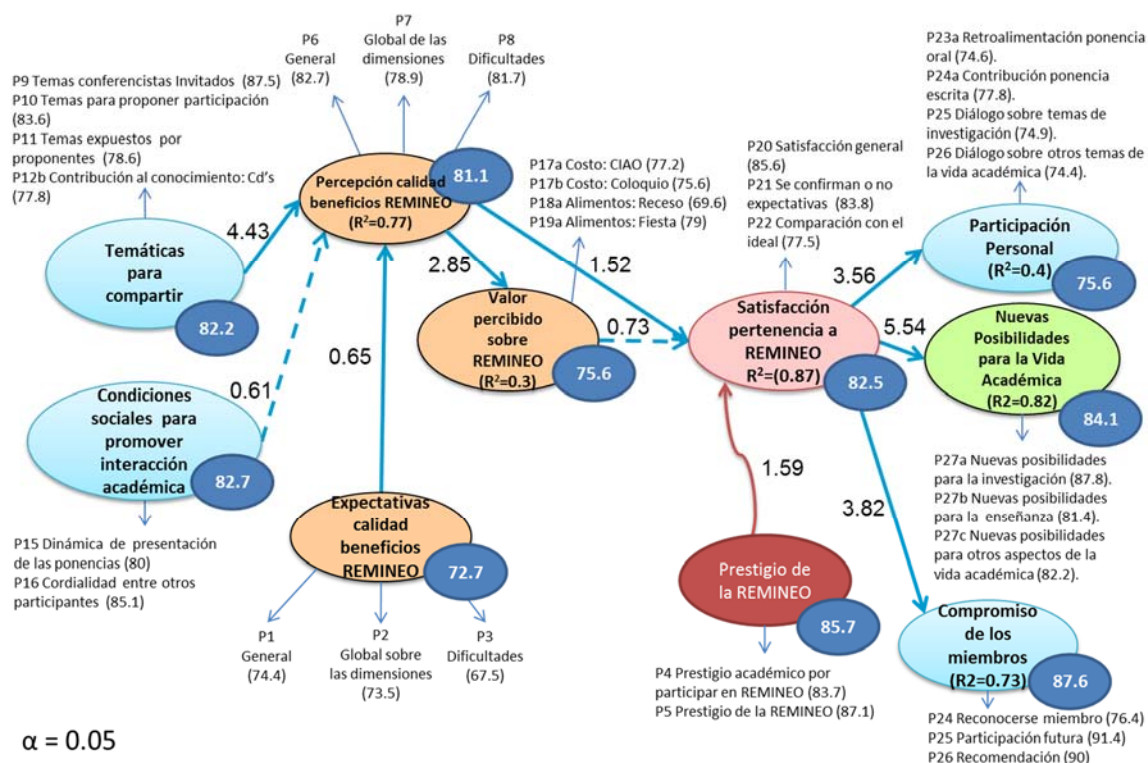 P6
General
(82.7)
P7
Global de las
dimensiones
(78.9)
P8
Dificultades
(81.7)
P9 Temas conferencistas Invitados (87.5)
P10 Temas para proponer participación
(83.6)
P11 Temas expuestos por
proponentes (78.6)
P12b Contribución al conocimiento: Cd's
(77.8)
P23a Retroalimentación ponencia
oral (74.6).
P24a Contribución ponencia
escrita (77.8).
P25 Diálogo sobre temas de
investigación (74.9).
P26 Diálogo sobre otros temas de
la vida académica (74.4).
Percepción calidad
beneficios REMINEO
(R²=0.77)
81.1
P17a Costo: CIAO (77.2)
P17b Costo: Coloquio (75.6)
P18a Alimentos: Receso (69.6)
P19a Alimentos: Fiesta (79)
P20 Satisfacción general
(85.6)
P21 Se confirman o no
expectativas (83.8)
P22 Comparación con el
ideal (77.5)
Temáticas
para
compartir
82.2
4.43
2.85
1.52
3.56
Participación
Personal
(R²=0.4)
75.6
Valor
percibido
sobre
REMINEO
(R²=0.3)
75.6
0.73
Satisfacción
pertenencia a
REMINEO
R²=(0.87)
82.5
5.54
Nuevas
Posibilidades
para la Vida
Académica
(R2=0.82)
84.1
0.65
0.61
Condiciones
sociales para
promover
interacción
académica
82.7
1.59
3.82
P27a Nuevas posibilidades
para la investigación (87.8).
P27b Nuevas posibilidades
para la enseñanza (81.4).
P27c Nuevas posibilidades
para otros aspectos de la
vida académica (82.2).
P15 Dinámica de presentación
de las ponencias (80)
P16 Cordialidad entre otros
participantes (85.1)
Expectativas
calidad
beneficios
REMINEO
72.7
Prestigio de
la REMINEO
85.7
Compromiso
de los
miembros
(R2=0.73)
87.6
P1
General
(74.4)
P2
Global sobre
las dimensiones
(73.5)
P3
Dificultades
(67.5)
P4 Prestigio académico por
participar en REMINEO (83.7)
P5 Prestigio de la REMINEO (87.1)
P24 Reconocerse miembro (76.4)
P25 Participación futura (91.4)
P26 Recomendación (90)
α = 0.05